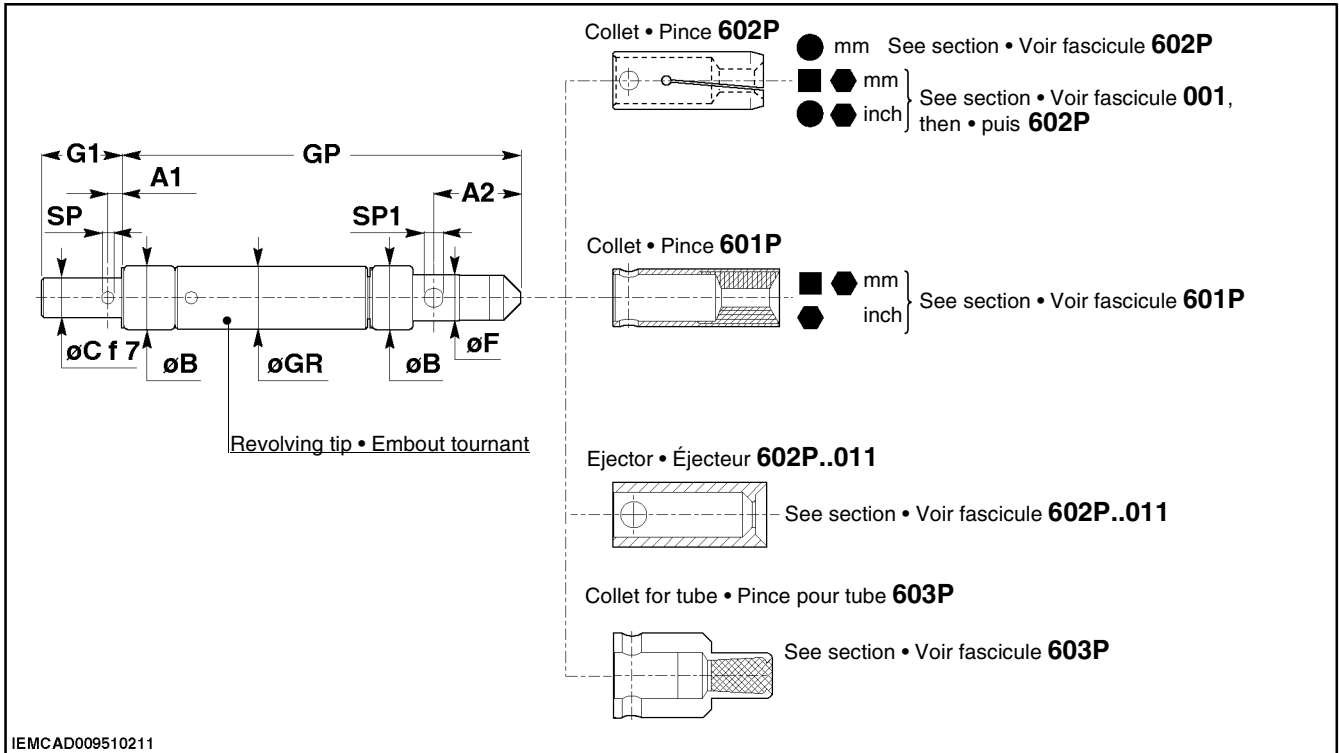 Collet • Pince 602P
mm See section • Voir fascicule 602P
mm
inch
See section • Voir fascicule 001,
then • puis 602P
G1
GP
A1
A2
SP
SP1
øC f 7
øB
øGR
øB
øF
Revolving tip • Embout tournant
Collet • Pince 601P
mm
inch
See section • Voir fascicule 601P
Ejector • Éjecteur 602P..011
See section • Voir fascicule 602P..011
Collet for tube • Pince pour tube 603P
See section • Voir fascicule 603P
IEMCAD009510211